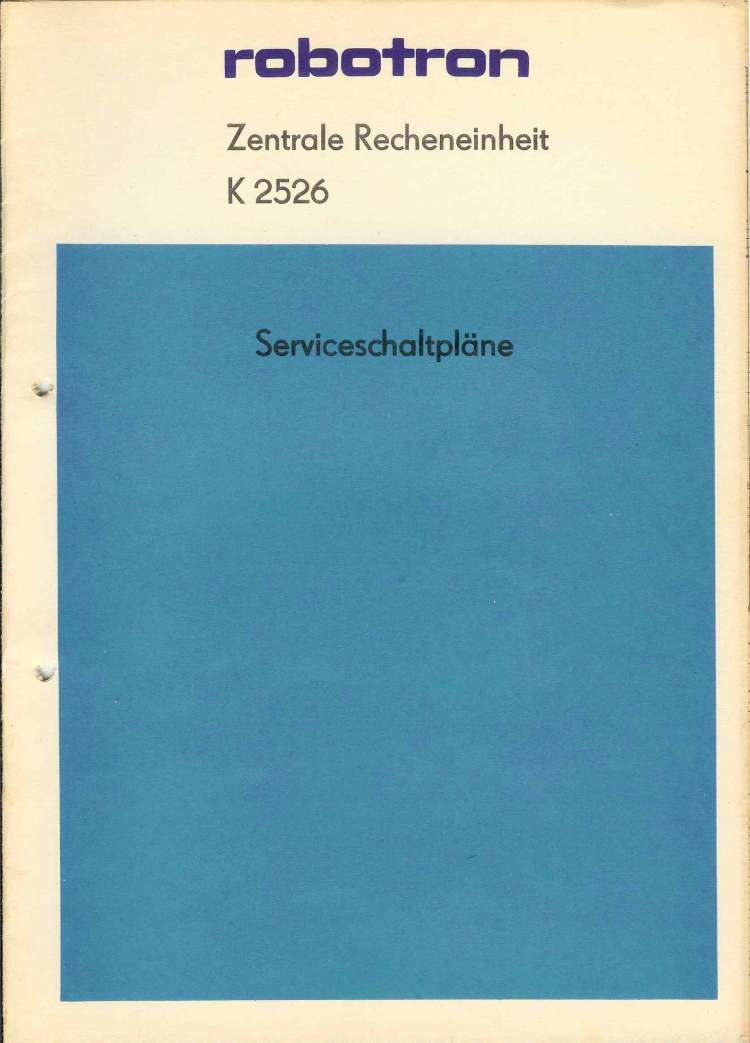 robotron
Zentrale Recheneinheit
K 2526
Serviceschaltpläne